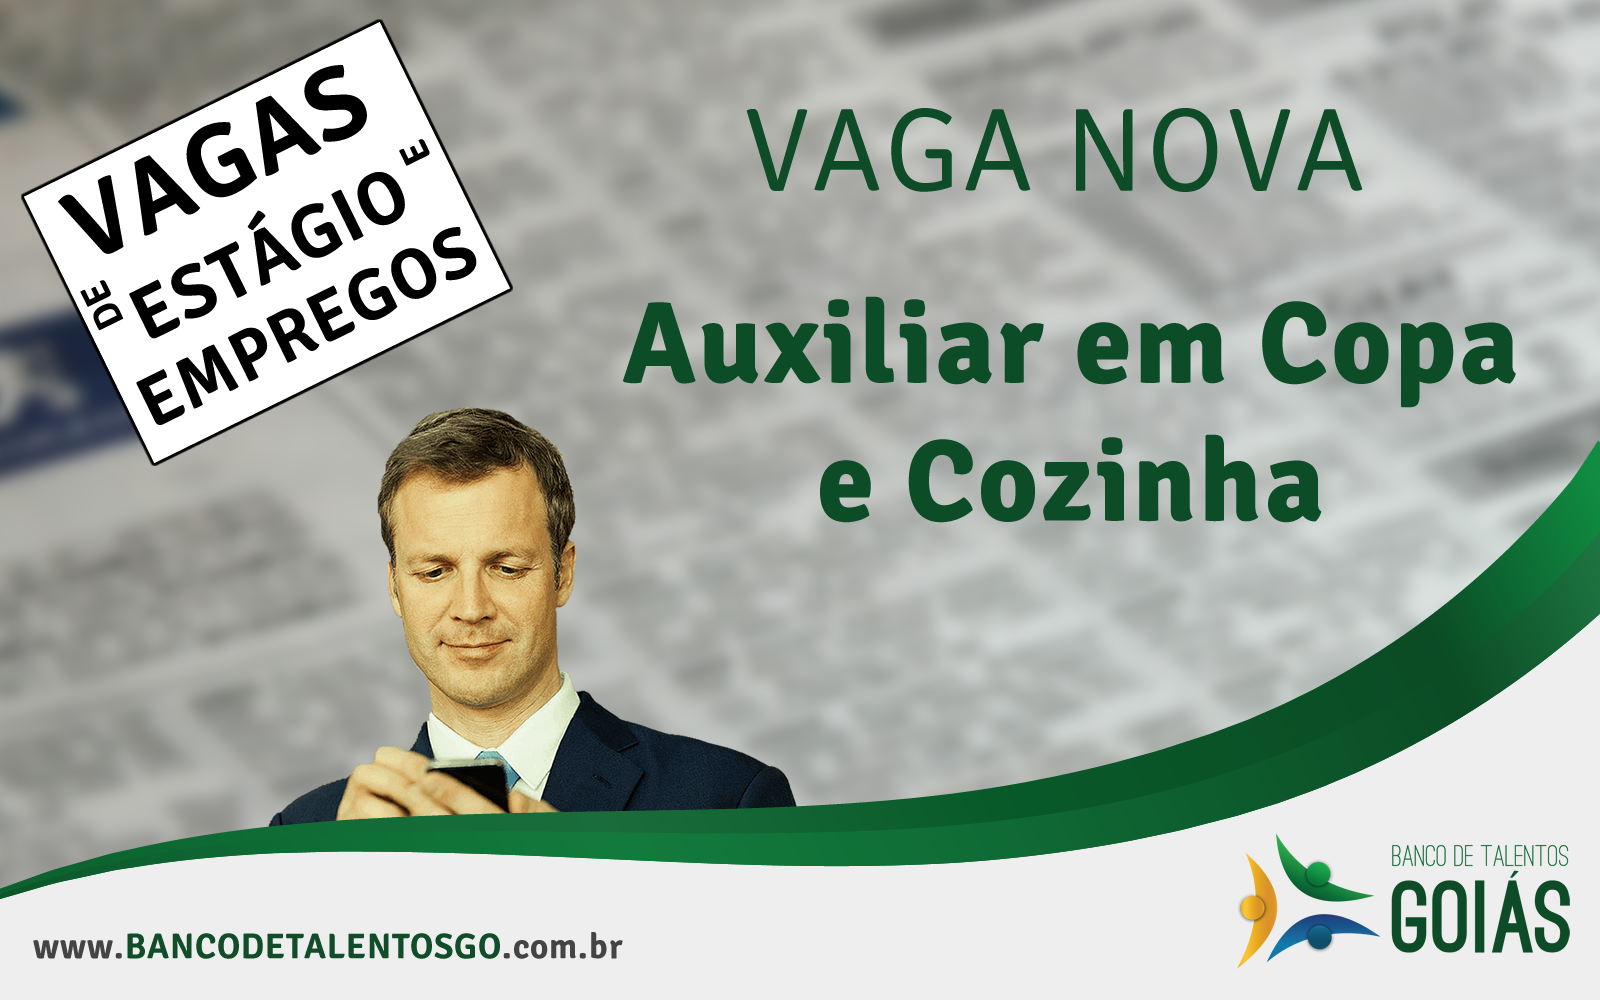 VAGAS
DE ESTÁGIO E
EMPREGOS
VAGA NOVA
Auxiliar em Copa
e Cozinha
www.BANCODETALENTOSGO.com.br
BANCO DE TALENTOS
GOIÁS